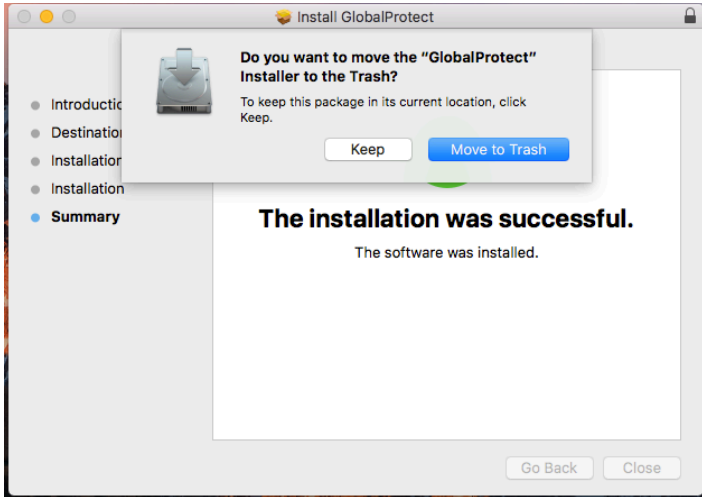 Install GlobalProtect
Do you want to move the “GlobalProtect”
Installer to the Trash?
To keep this package in its current location, click
Keep.
Keep
Move to Trash
Introductic
Destination
Installation
Installation
Summary
The installation was successful.
The software was installed.
Go Back
Close